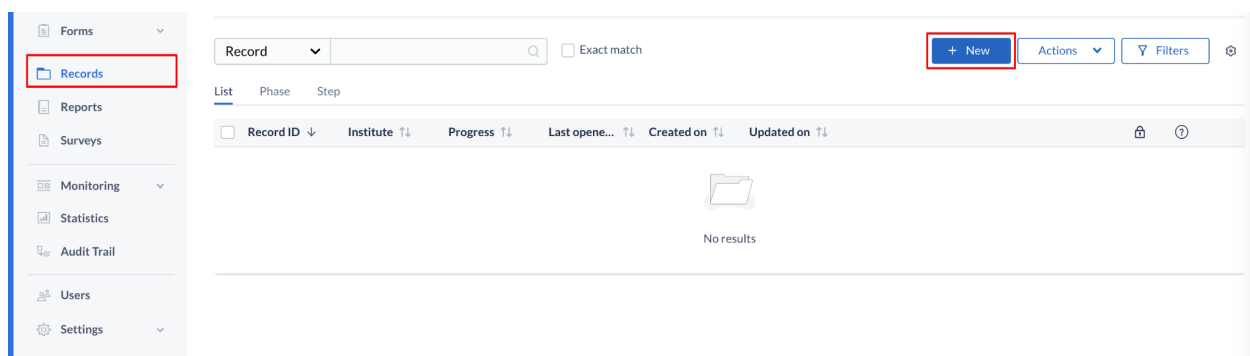 Forms
Records
Reports
Surveys
Monitoring
Statistics
Audit Trail
Users
Settings
Record
Exact match
+ New
Actions
Filters
List Phase Step
Record ID Institute Progress Last opene... Created on Updated on
No results